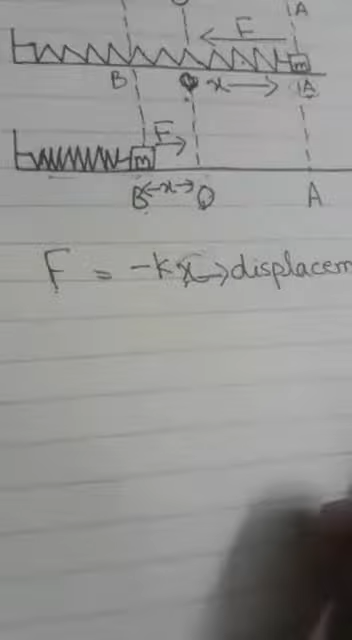 A
F
m
B O x A
F
m
B x O A
F = -kx → displacem